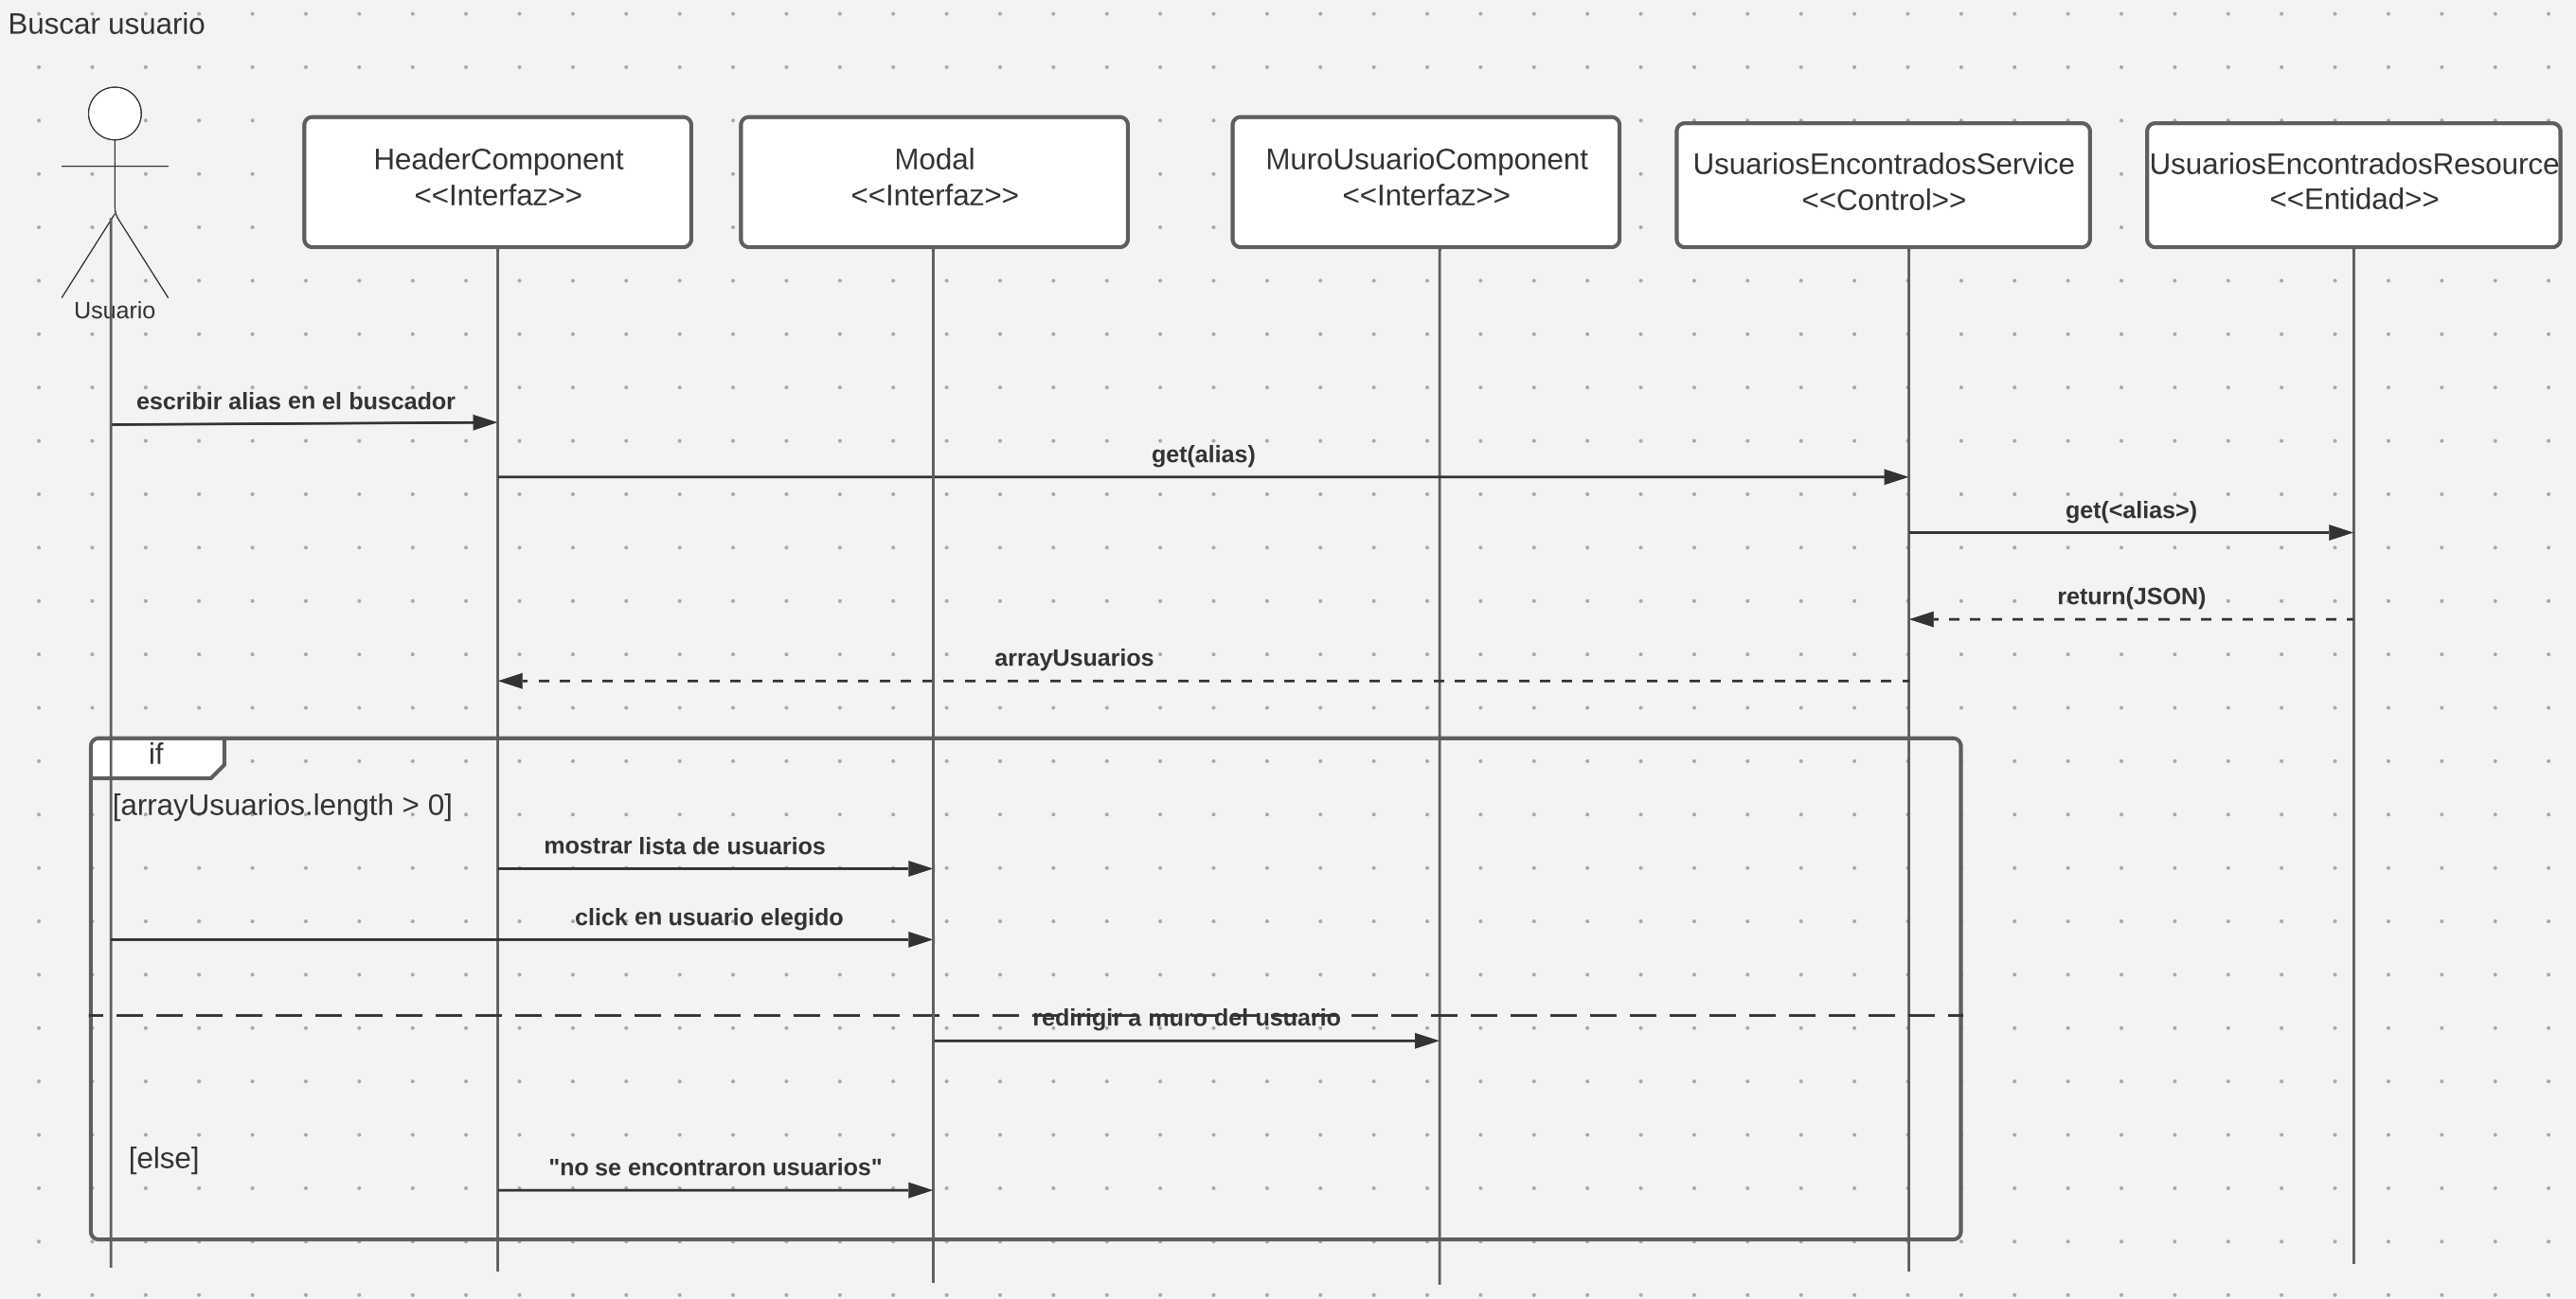 Buscar usuario
HeaderComponent
<<Interfaz>>
Modal
<<Interfaz>>
MuroUsuarioComponent
<<Interfaz>>
UsuariosEncontradosService
<<Control>>
UsuariosEncontradosResource
<<Entidad>>
Usuario
escribir alias en el buscador
get(alias)
get(<alias>)
return(JSON)
arrayUsuarios
if
[arrayUsuarios.length > 0]
mostrar lista de usuarios
click en usuario elegido
redirigir a muro del usuario
[else]
"no se encontraron usuarios"